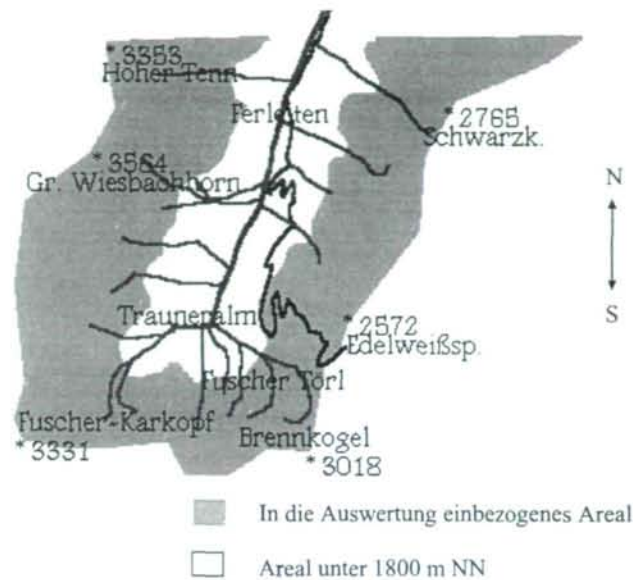 * 3353
Hoher Tenn
Ferleiten
* 2765
Schwarzk.
* 3564
Gr. Wiesbachhorn
N
S
Trauneralm
* 2572
Edelweißsp.
Fuscher Törl
Fuscher-Karkopf
* 3331
Brennkogel
* 3018
In die Auswertung einbezogenes Areal
Areal unter 1800 m NN